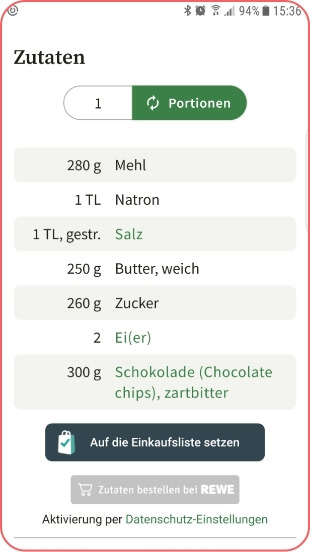 94% 15:36
Zutaten
1 Portionen
280 g Mehl
1 TL Natron
1 TL, gestr. Salz
250 g Butter, weich
260 g Zucker
2 Ei(er)
300 g Schokolade (Chocolate
chips), zartbitter
Auf die Einkaufsliste setzen
Zutaten bestellen bei REWE
Aktivierung per Datenschutz-Einstellungen